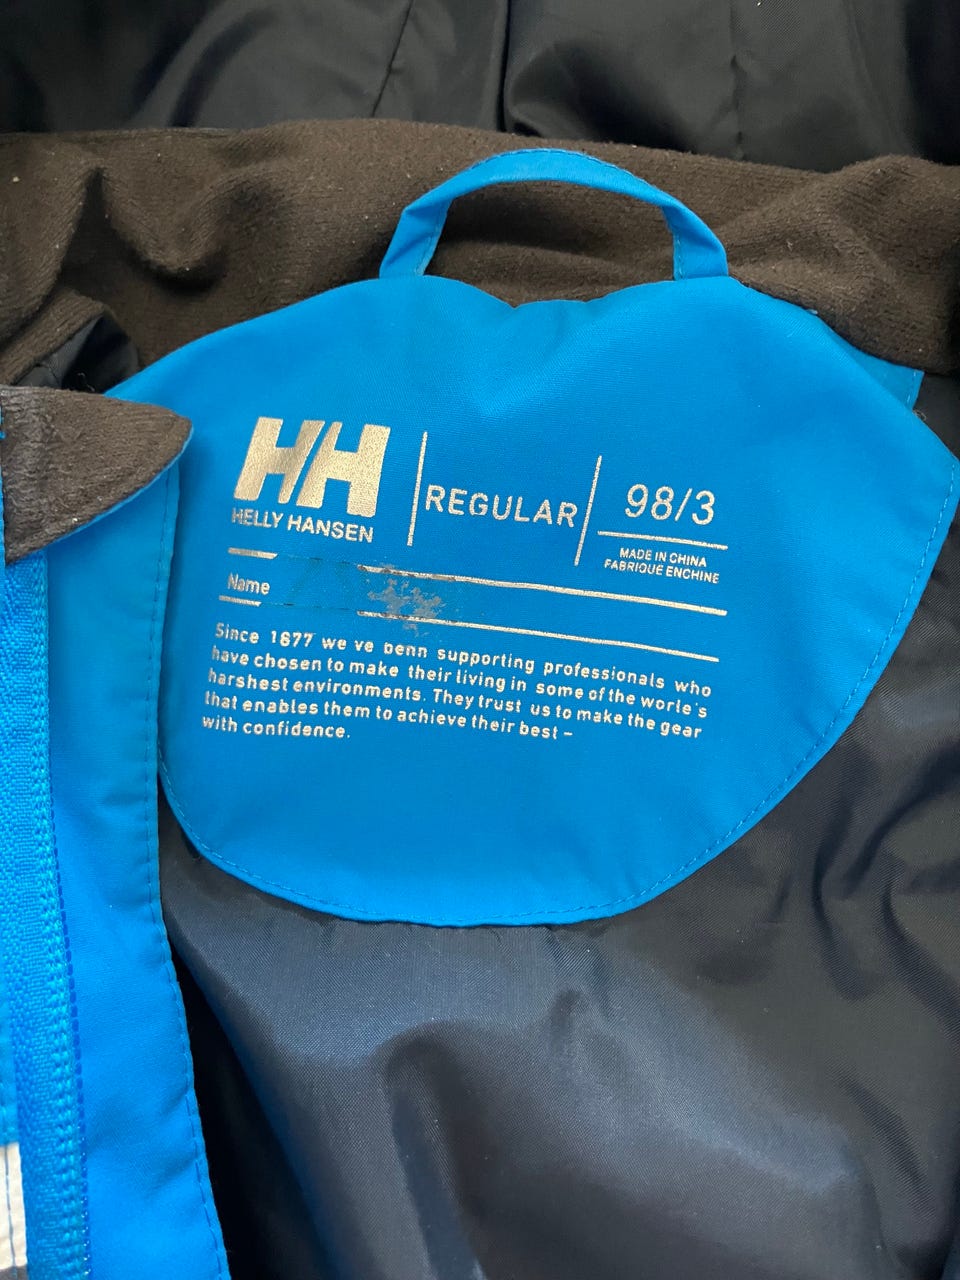 HH
HELLY HANSEN
REGULAR
98/3
MADE IN CHINA
FABRIQUE ENCHINE
Name
Since 1877 we ve benn supporting professionals who
have chosen to make their living in some of the worle's
harshest environments. They trust us to make the gear
that enables them to achieve their best –
with confidence.